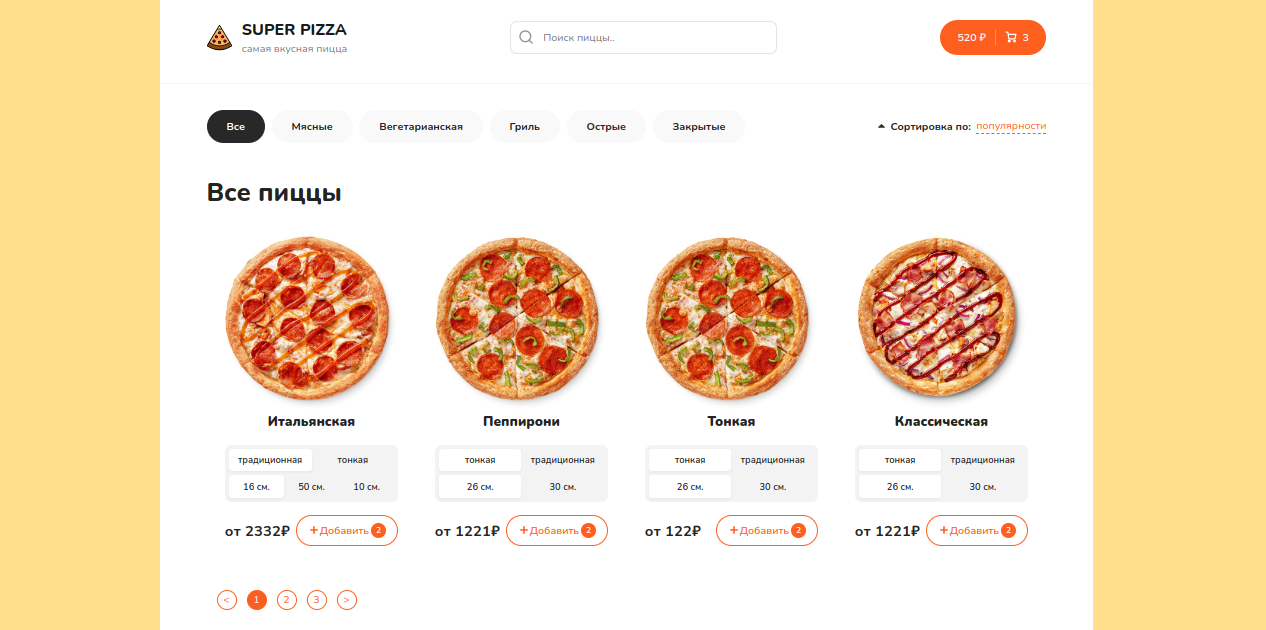 SUPER PIZZA
самая вкусная пицца
Поиск пиццы..
520 ₽ 3
Все Мясные Вегетарианская Гриль Острые Закрытые
Сортировка по: популярности
Все пиццы
Итальянская Пеппирони Тонкая Классическая
традиционная тонкая тонкая традиционная тонкая традиционная тонкая традиционная
16 см. 50 см. 10 см. 26 см. 30 см. 26 см. 30 см. 26 см. 30 см.
от 2332₽ +Добавить 2 от 1221₽ +Добавить 2 от 122₽ +Добавить 2 от 1221₽ +Добавить 2
< 1 2 3 >